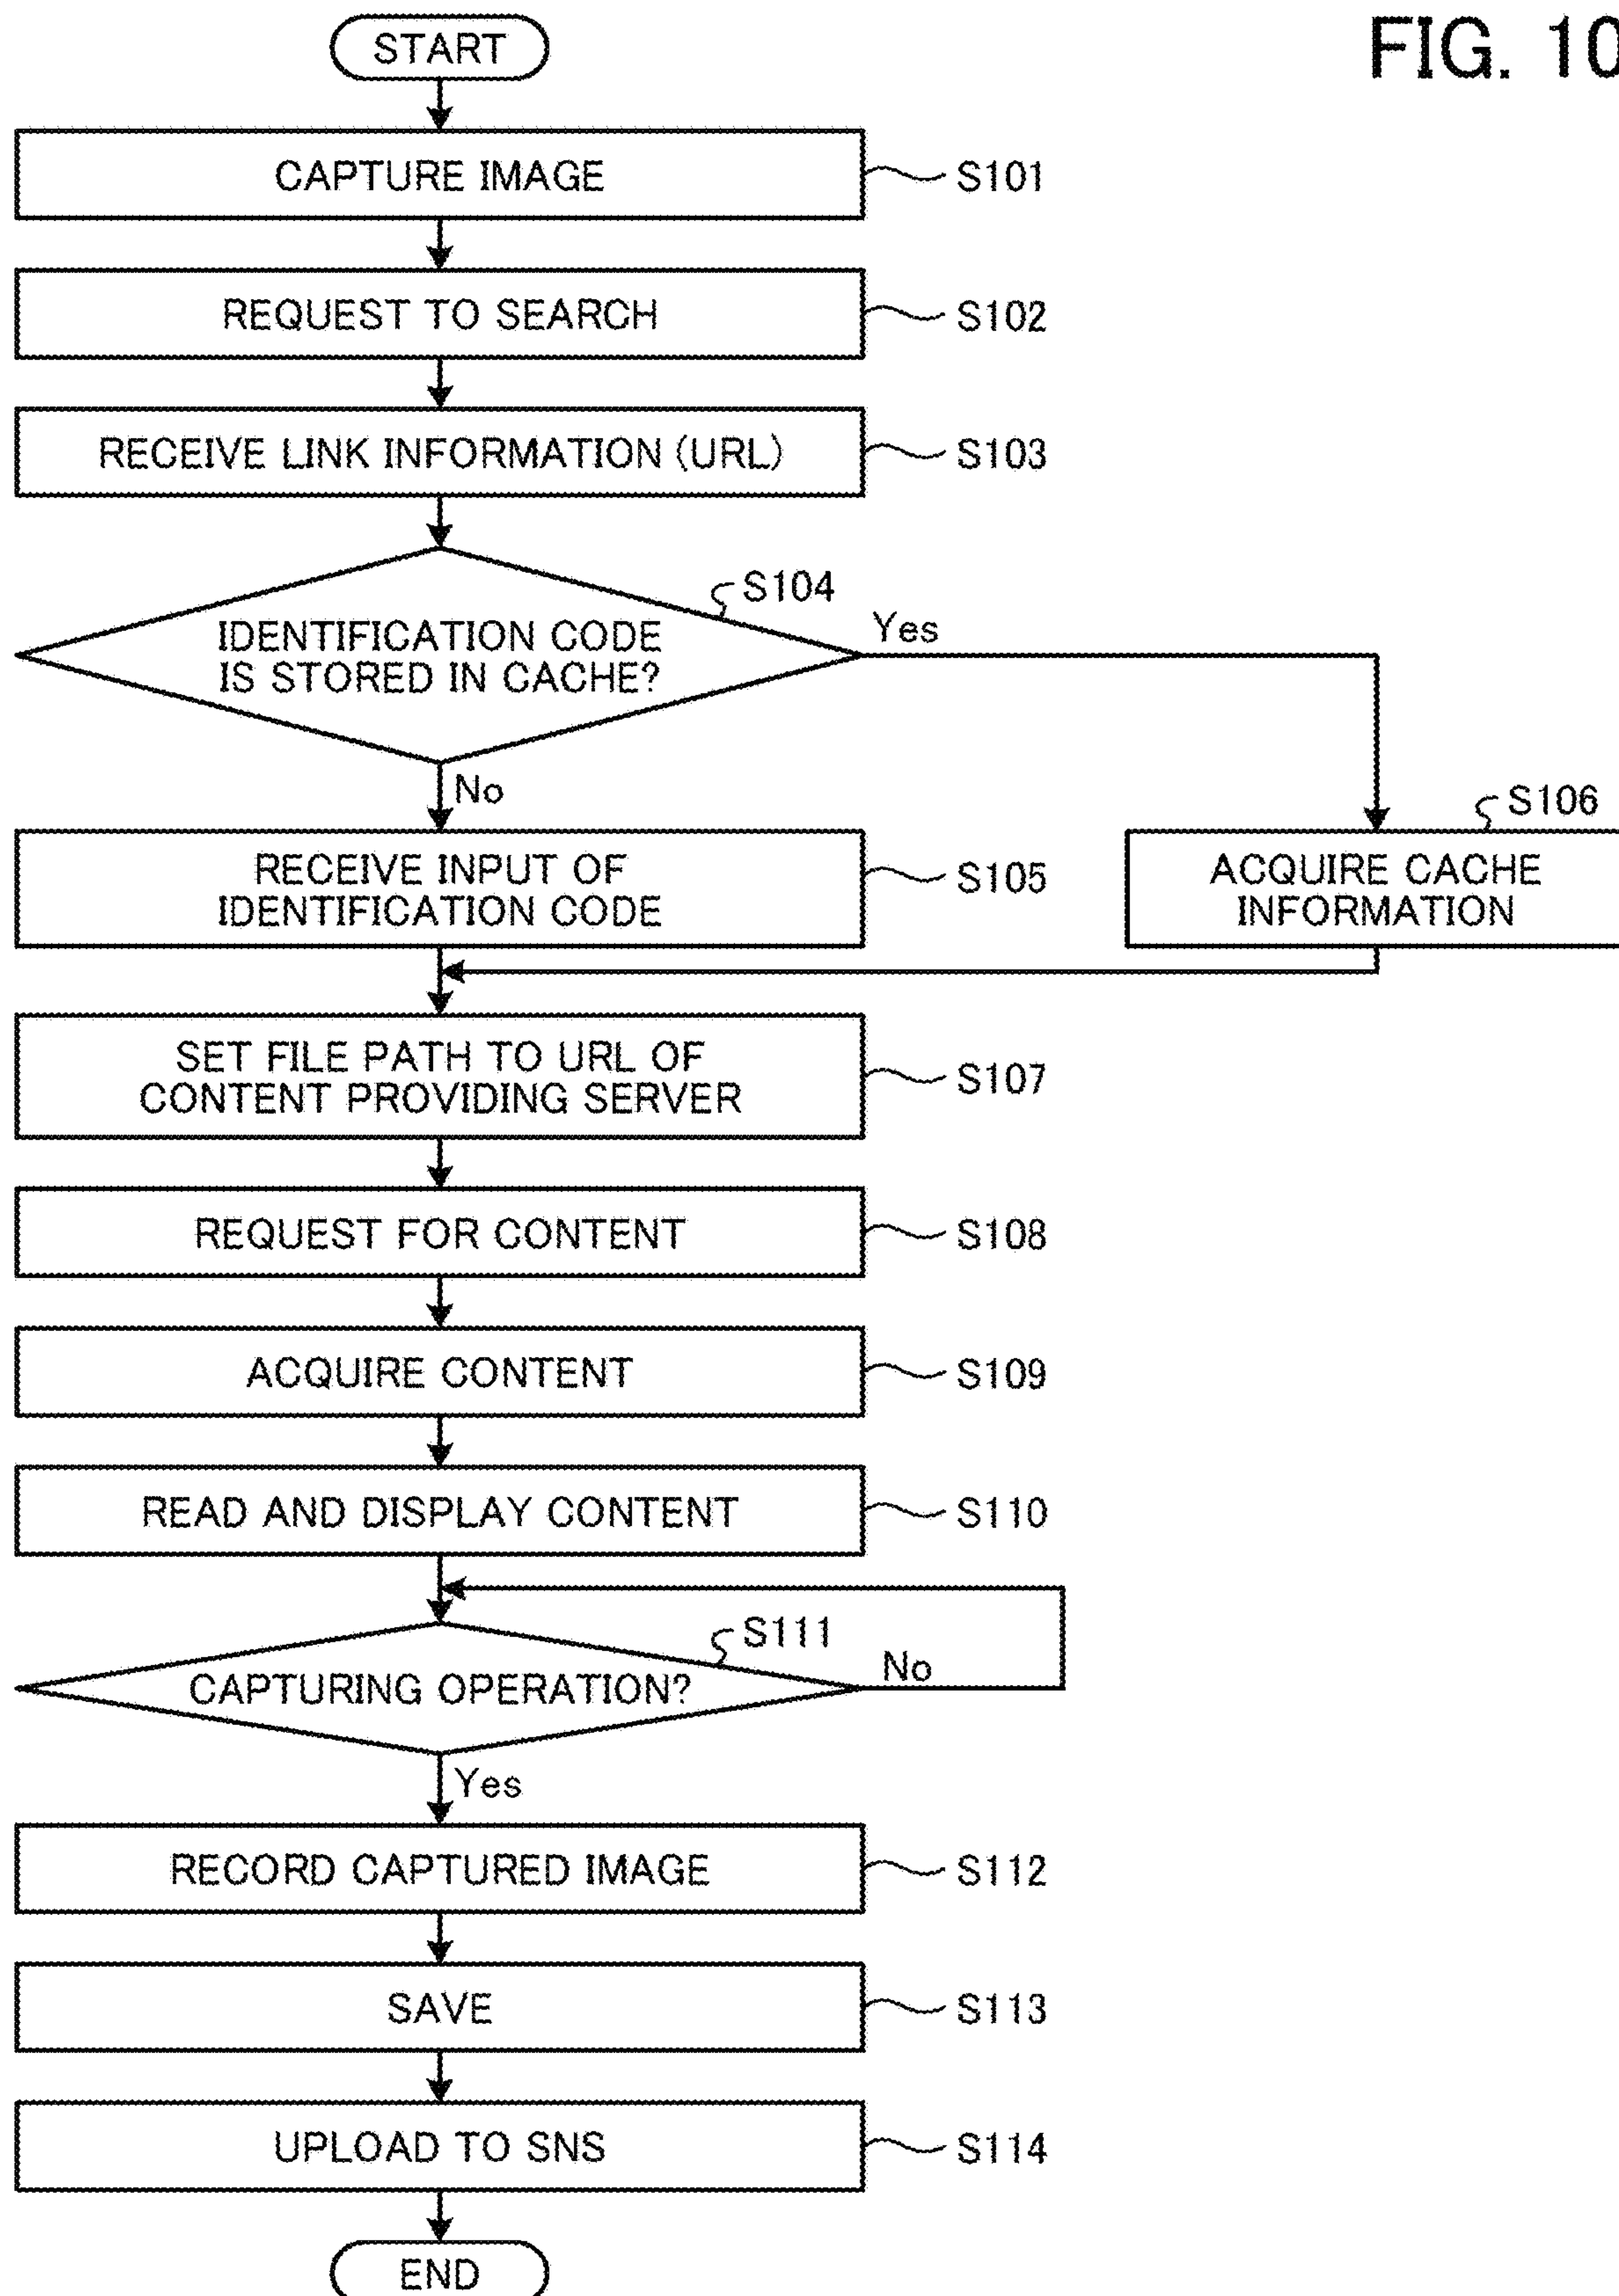 FIG. 10
START
CAPTURE IMAGE
S101
REQUEST TO SEARCH
S102
RECEIVE LINK INFORMATION (URL)
S103
S104
IDENTIFICATION CODE
IS STORED IN CACHE?
Yes
No
RECEIVE INPUT OF
IDENTIFICATION CODE
S105
S106
ACQUIRE CACHE
INFORMATION
SET FILE PATH TO URL OF
CONTENT PROVIDING SERVER
S107
REQUEST FOR CONTENT
S108
ACQUIRE CONTENT
S109
READ AND DISPLAY CONTENT
S110
S111
CAPTURING OPERATION?
No
Yes
RECORD CAPTURED IMAGE
S112
SAVE
S113
UPLOAD TO SNS
S114
END